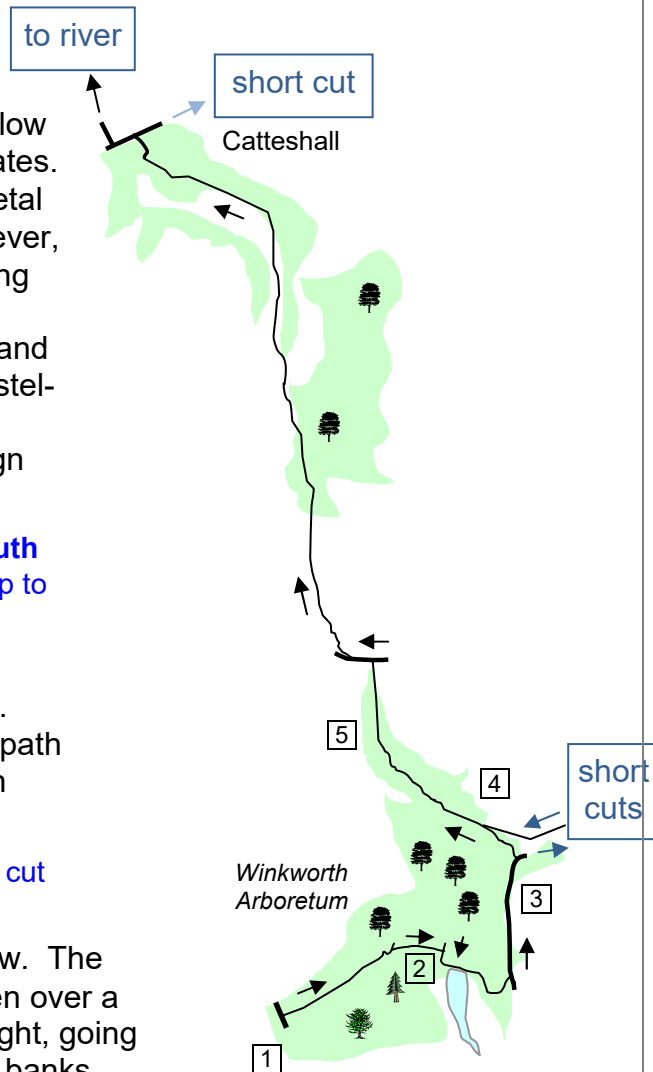 to river
short cut
Catteshall
low
ates.
etal
ever,
ng
and
stel-
gn
uth
p to
.
path
n
cut
w. The
en over a
ght, going
banks
5
4
short
cuts
Winkworth
Arboretum
3
2
1